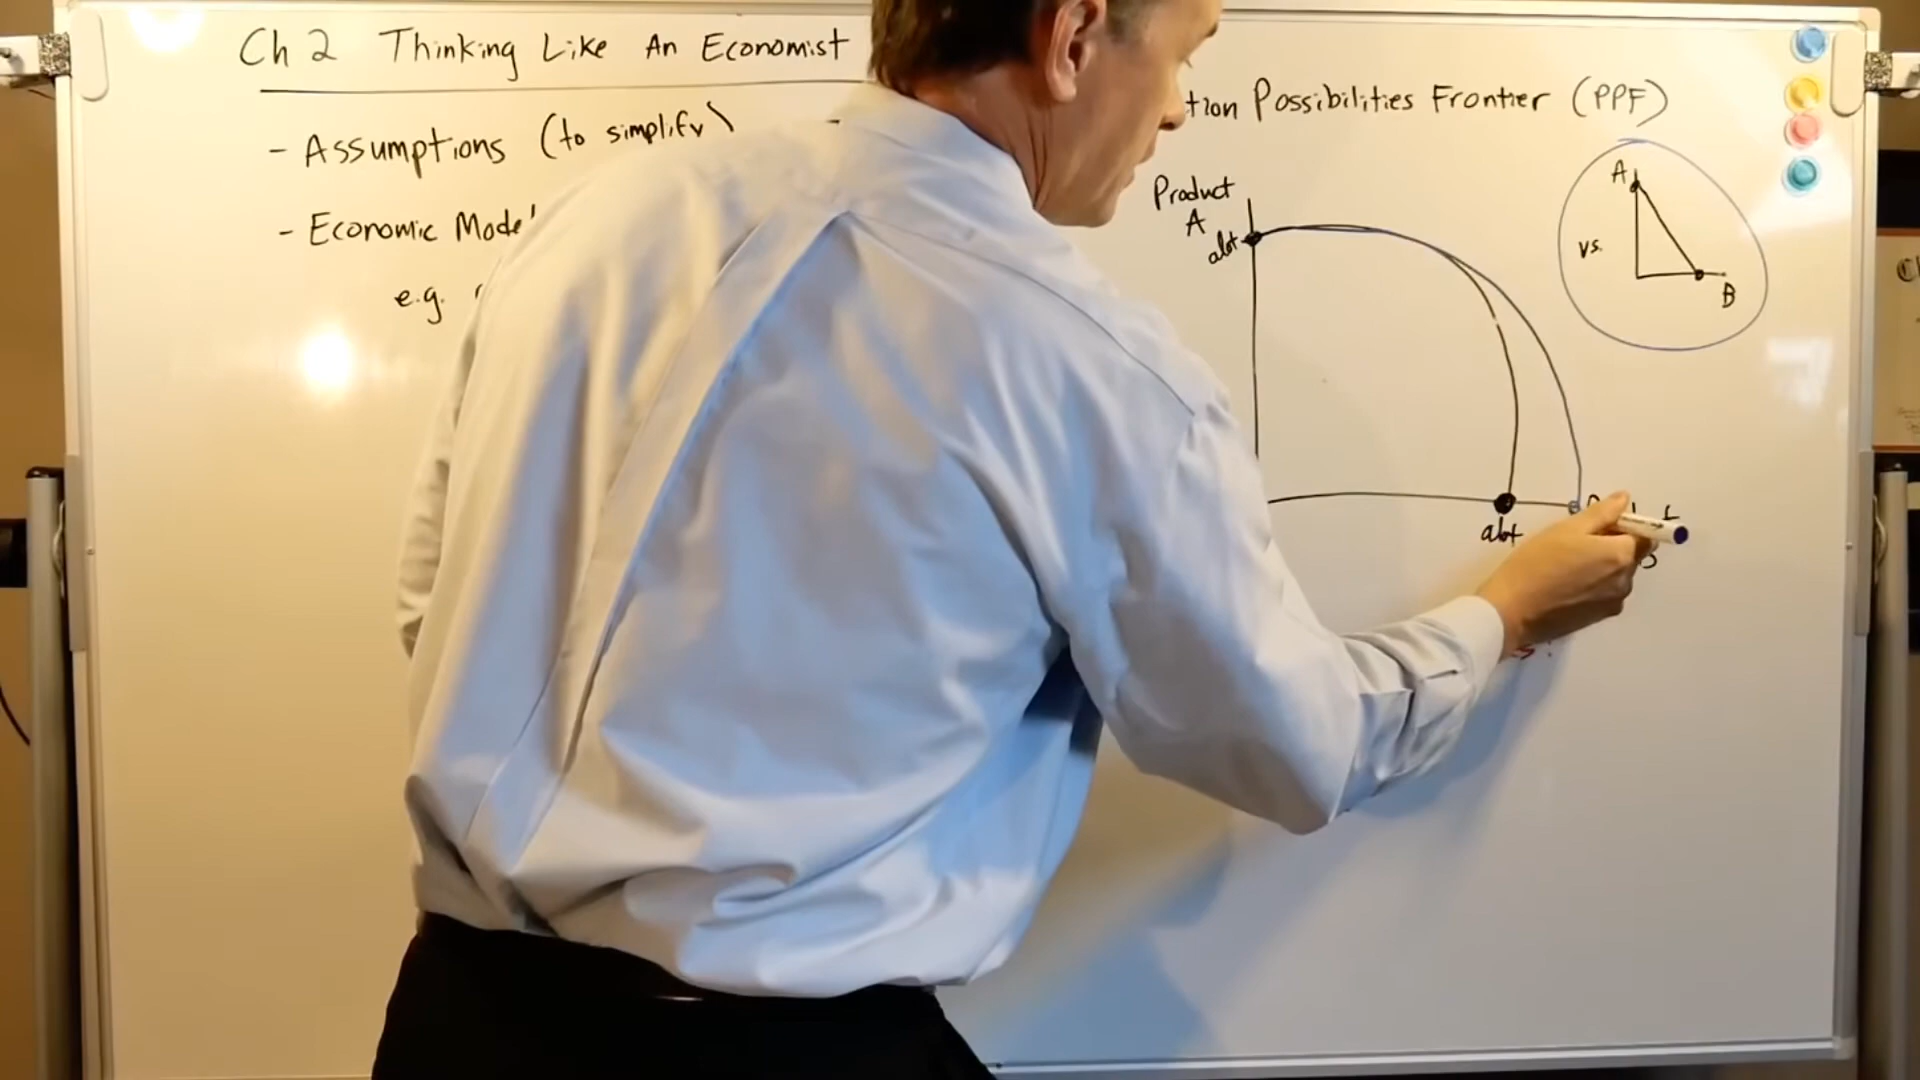 Ch 2 Thinking Like An Economist
- Assumptions (to simplify)
- Economic Model
e.g.
tion Possibilities Frontier (PPF)
Product
A
alot
alot
B
A
vs.
B